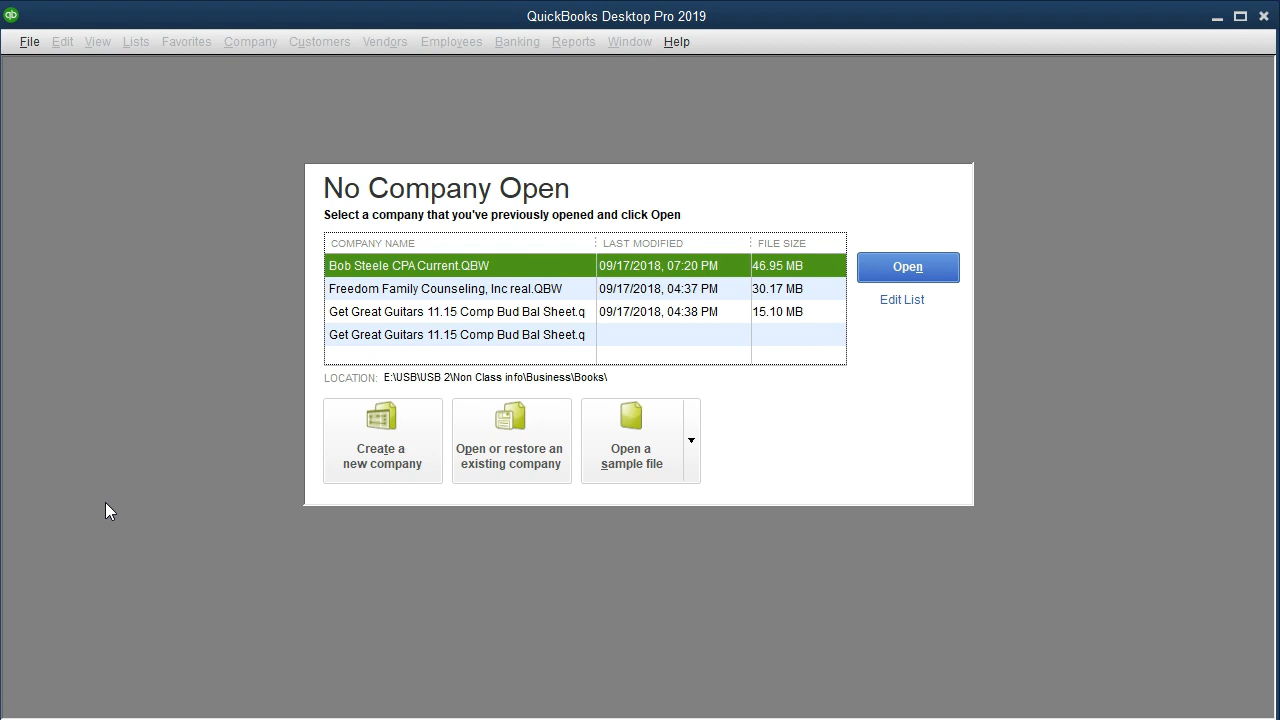 qb
QuickBooks Desktop Pro 2019
File Edit View Lists Favorites Company Customers Vendors Employees Banking Reports Window Help
No Company Open
Select a company that you've previously opened and click Open
COMPANY NAME LAST MODIFIED FILE SIZE
Bob Steele CPA Current.QBW 09/17/2018, 07:20 PM 46.95 MB
Open
Freedom Family Counseling, Inc real.QBW 09/17/2018, 04:37 PM 30.17 MB
Edit List
Get Great Guitars 11.15 Comp Bud Bal Sheet.q 09/17/2018, 04:38 PM 15.10 MB
Get Great Guitars 11.15 Comp Bud Bal Sheet.q
LOCATION: E:\USB\USB 2\Non Class info\Business\Books\
Create a
new company
Open or restore an
existing company
Open a
sample file